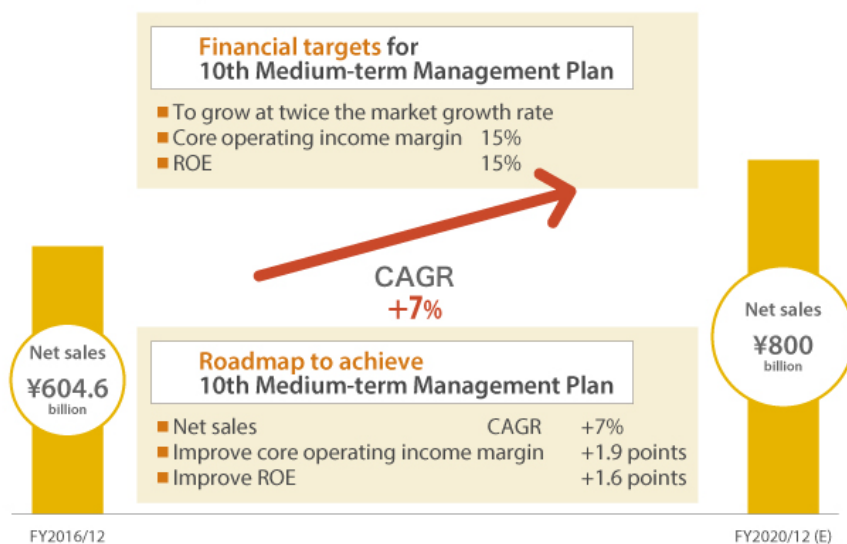 Financial targets for
10th Medium-term Management Plan
To grow at twice the market growth rate
Core operating income margin 15%
ROE 15%
CAGR
+7%
Net sales
¥604.6
billion
Net sales
¥800
billion
Roadmap to achieve
10th Medium-term Management Plan
Net sales CAGR +7%
Improve core operating income margin +1.9 points
Improve ROE +1.6 points
FY2016/12
FY2020/12 (E)